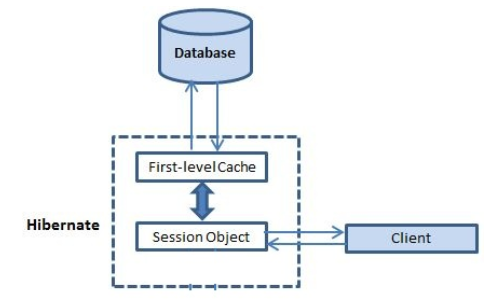 Database
First-level Cache
Hibernate
Session Object
Client